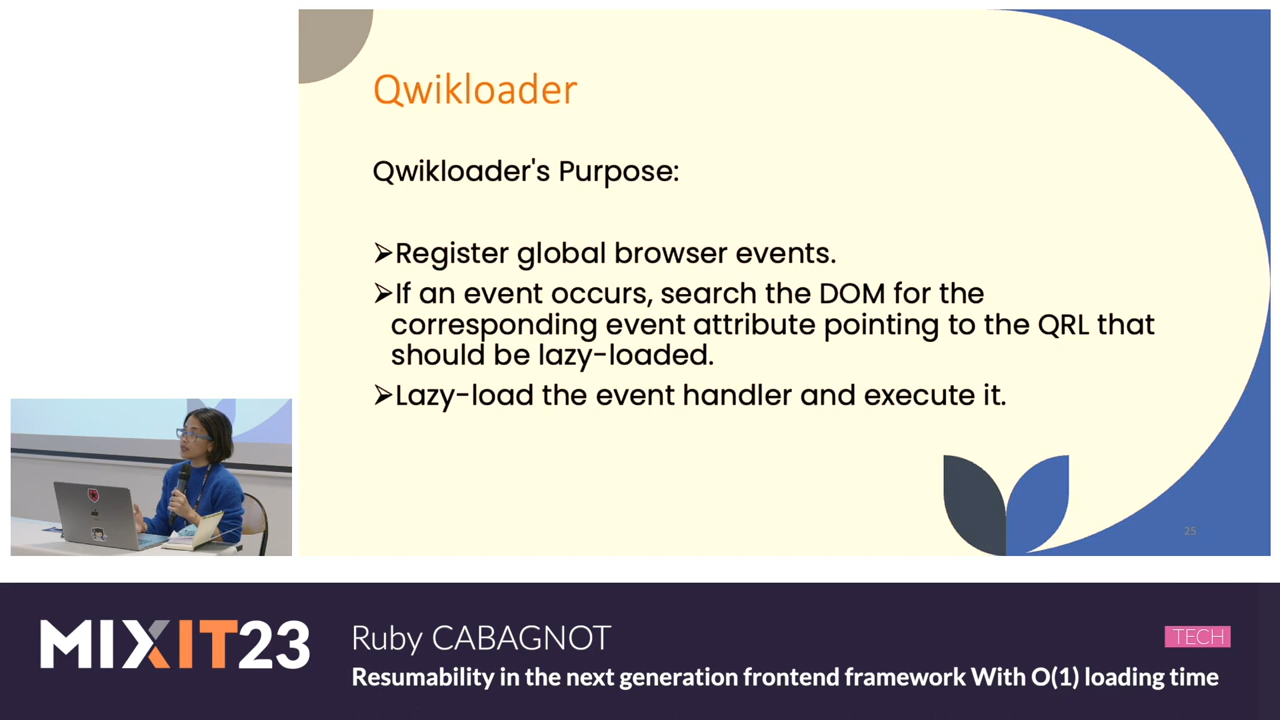 Qwikloader
Qwikloader's Purpose:
➢Register global browser events.
➢If an event occurs, search the DOM for the
corresponding event attribute pointing to the QRL that
should be lazy-loaded.
➢Lazy-load the event handler and execute it.
25
MIXIT23
Ruby CABAGNOT
TECH
Resumability in the next generation frontend framework With O(1) loading time